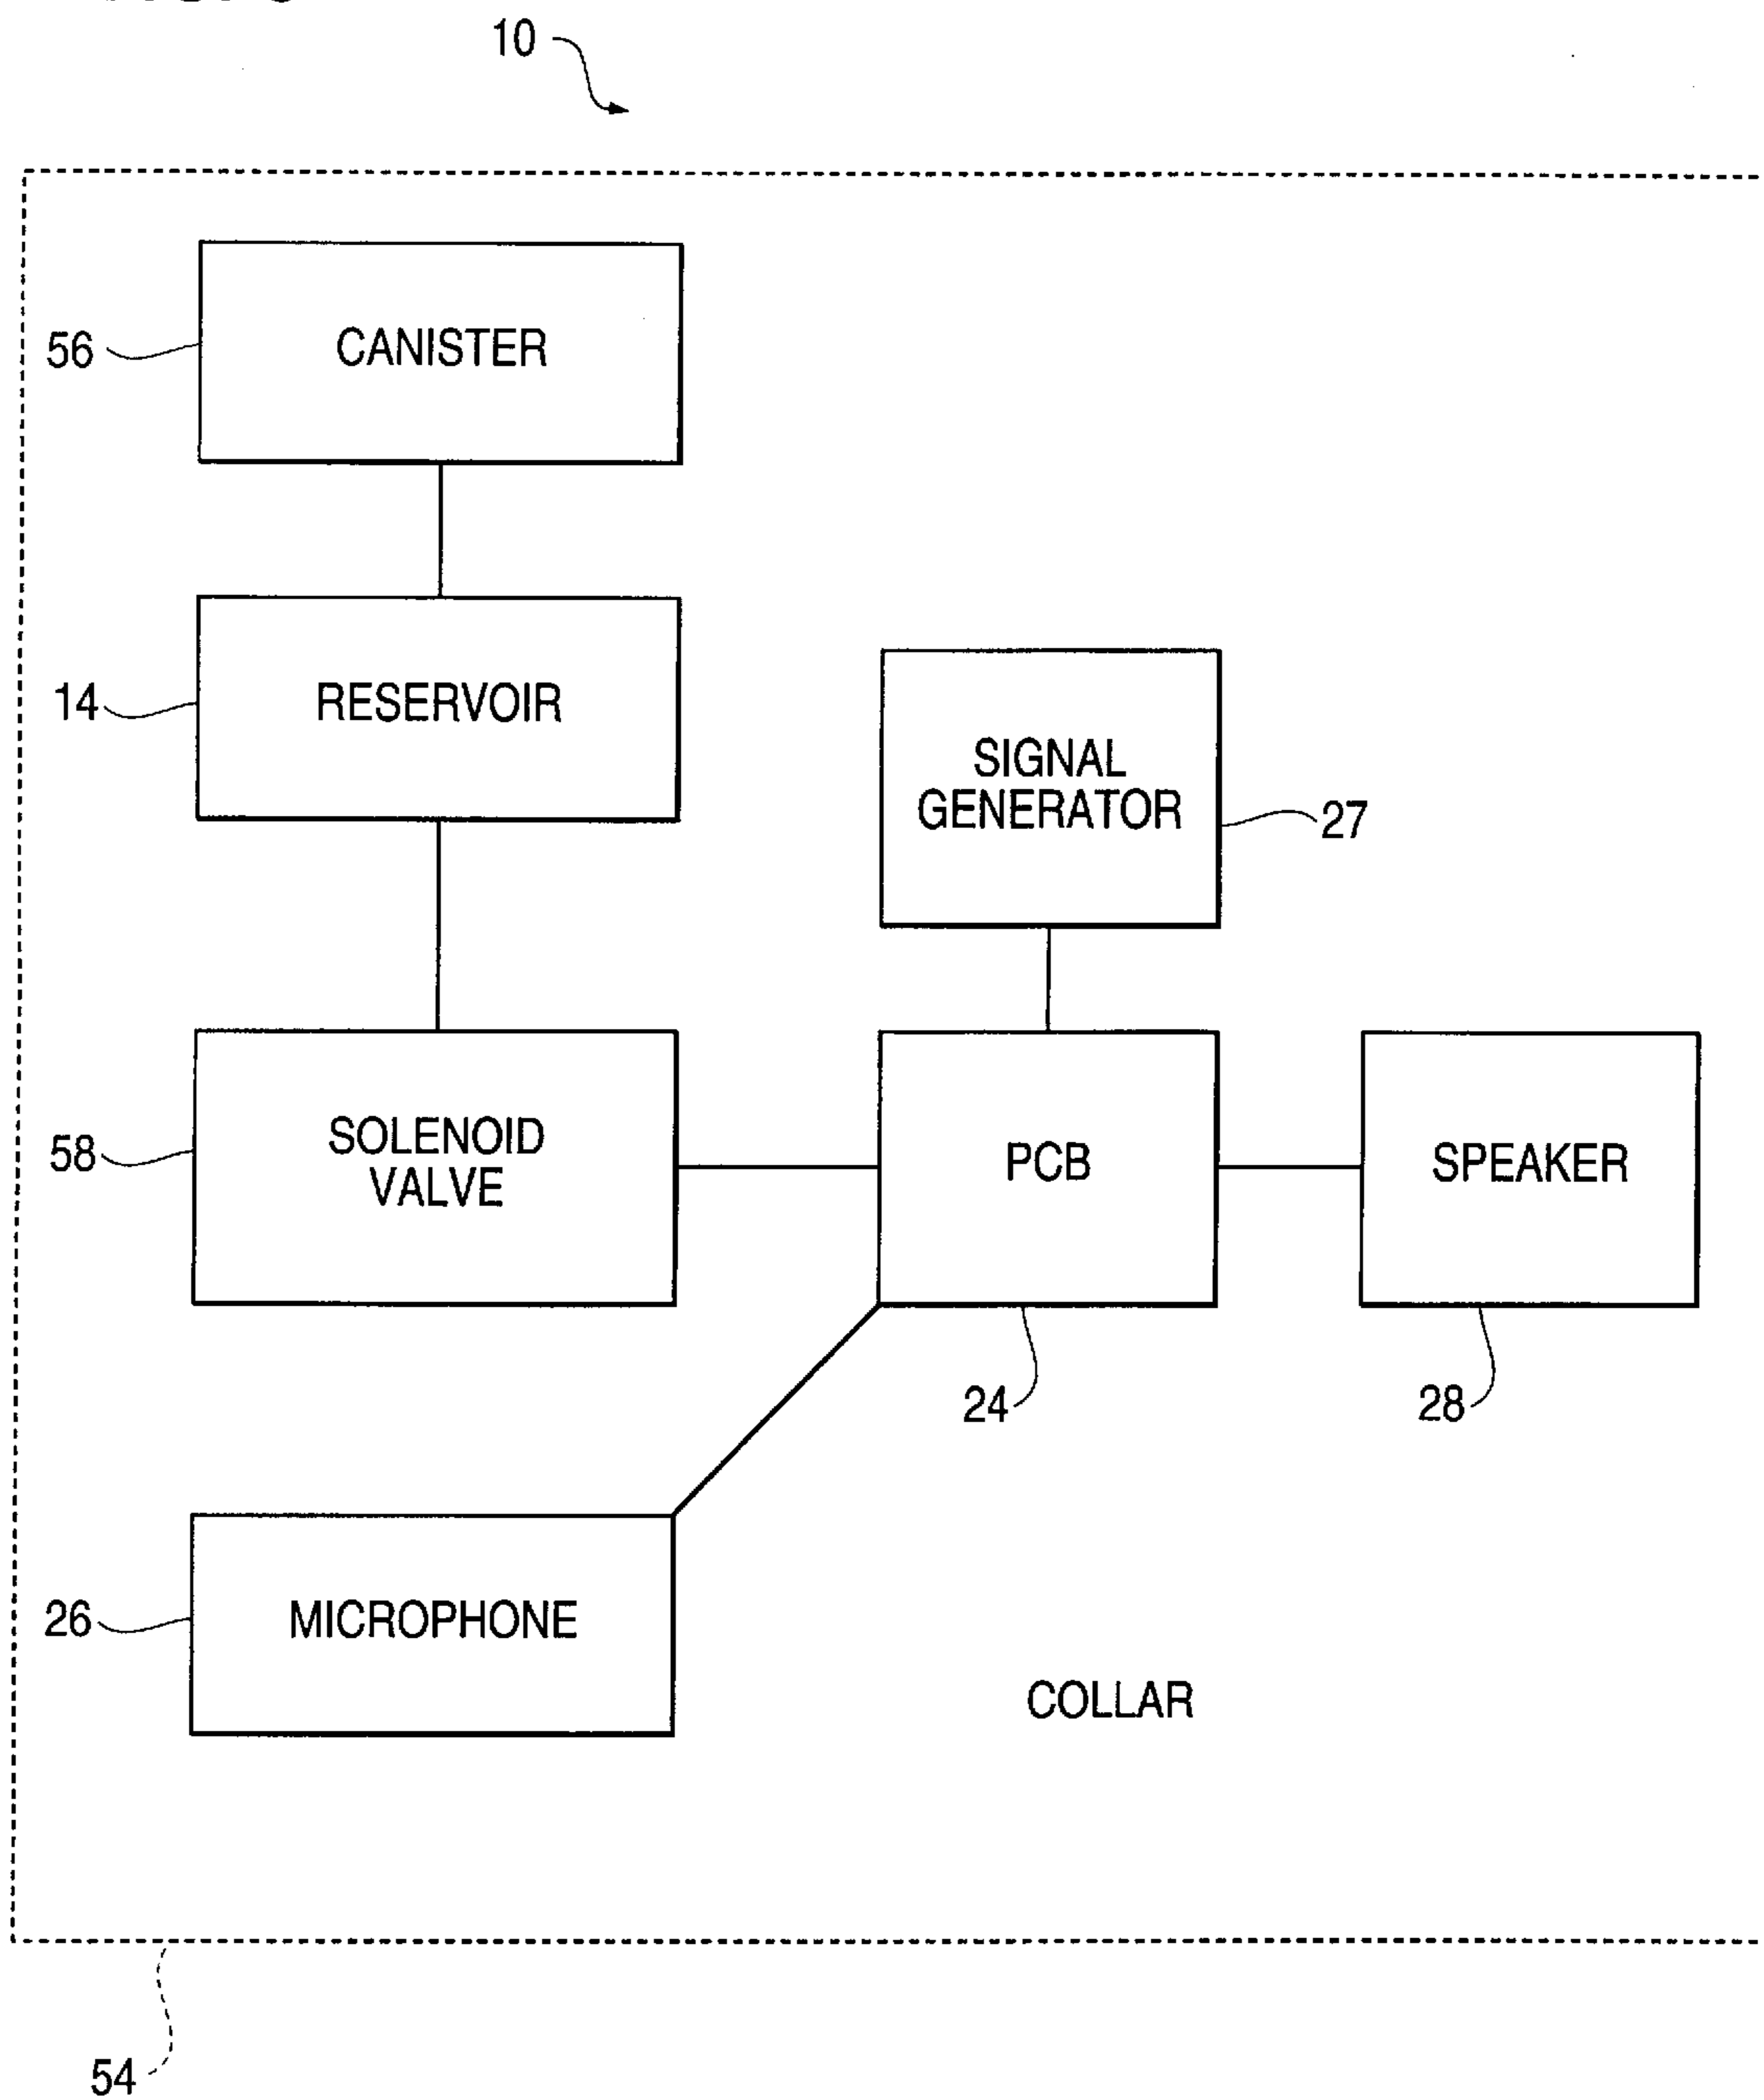 10
CANISTER
56
RESERVOIR
14
SIGNAL
GENERATOR
27
SOLENOID
VALVE
58
PCB
SPEAKER
24
28
MICROPHONE
26
COLLAR
54